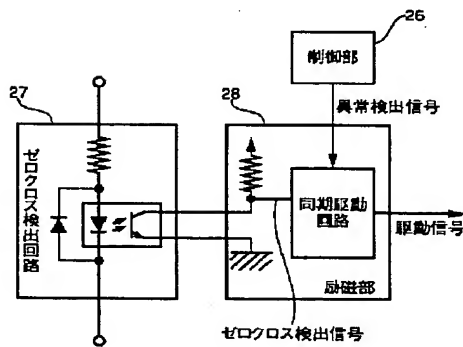 26
制御部
27
28
異常検出信号
ゼロクロス検出回路
同期駆動
回路
駆動信号
励磁部
ゼロクロス検出信号